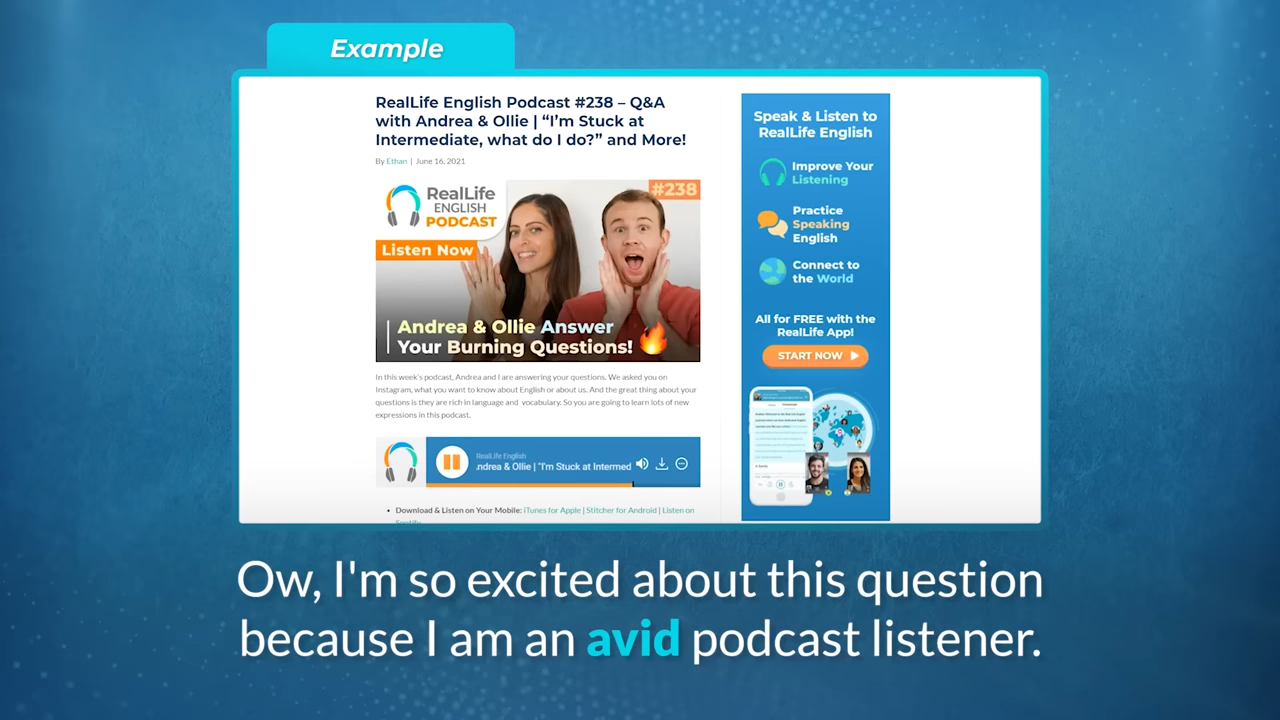 Example
RealLife English Podcast #238 – Q&A
with Andrea & Ollie | “I’m Stuck at
Intermediate, what do I do?” and More!
By Ethan | June 16, 2021
RealLife
ENGLISH
PODCAST
#238
Listen Now
Andrea & Ollie Answer
Your Burning Questions!
In this week's podcast, Andrea and I are answering your questions. We asked you on
Instagram, what you want to know about English or about us. And the great thing about your
questions is they are rich in language and vocabulary. So you are going to learn lots of new
expressions in this podcast.
RealLife English
.ndrea & Ollie | "I'm Stuck at Intermed
• Download & Listen on Your Mobile: iTunes for Apple | Stitcher for Android | Listen on
Spotify
Speak & Listen to
RealLife English
Improve Your
Listening
Practice
Speaking
English
Connect to
the World
All for FREE with the
RealLife App!
START NOW
Ow, I'm so excited about this question
because I am an avid podcast listener.